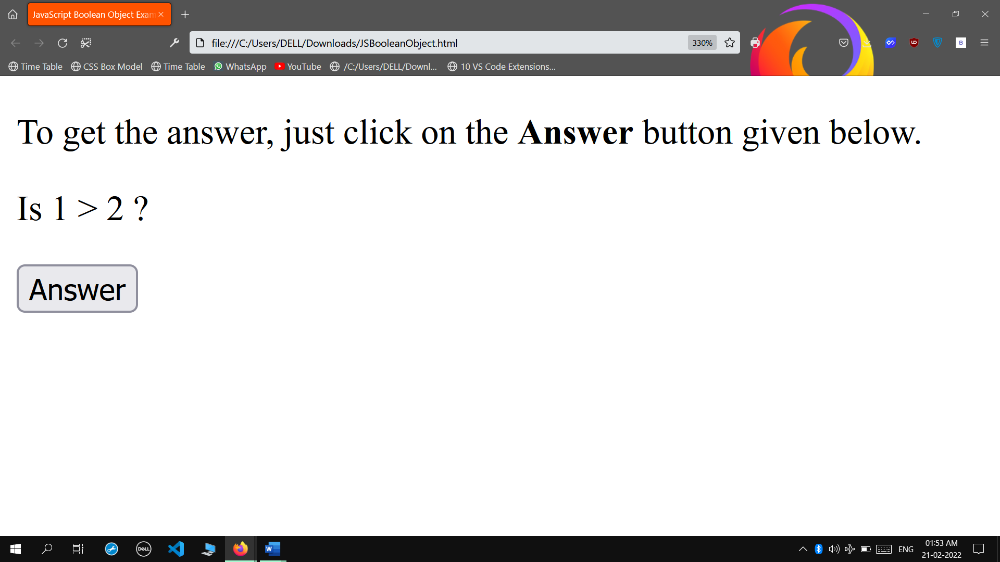 JavaScript Boolean Object Exam
file:///C:/Users/DELL/Downloads/JSBooleanObject.html
330%
B
Time Table
CSS Box Model
Time Table
WhatsApp
YouTube
/C:/Users/DELL/Downl...
10 VS Code Extensions...
To get the answer, just click on the Answer button given below.
Is 1 > 2 ?
Answer
DELL
W
ENG
01:53 AM
21-02-2022